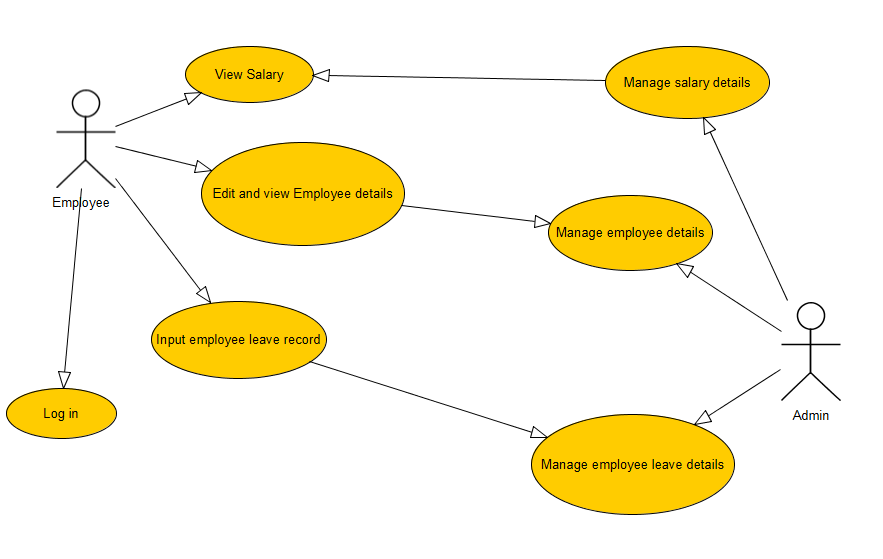 View Salary
Manage salary details
Edit and view Employee details
Employee
Manage employee details
Input employee leave record
Log in
Admin
Manage employee leave details